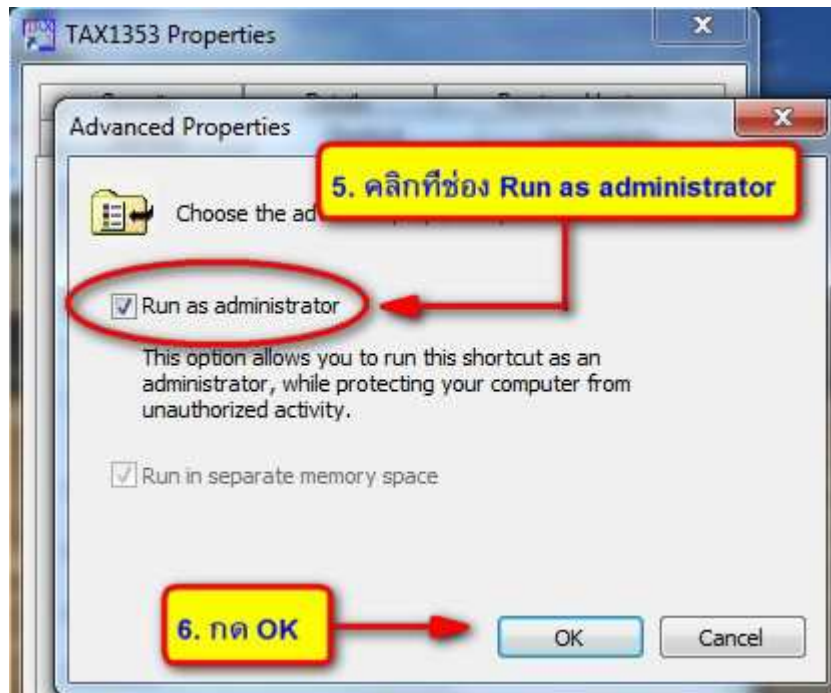 TAX1353 Properties
Advanced Properties
5. คลิกที่ช่อง Run as administrator
Choose the ad
Run as administrator
This option allows you to run this shortcut as an
administrator, while protecting your computer from
unauthorized activity.
Run in separate memory space
6. กด OK
OK
Cancel